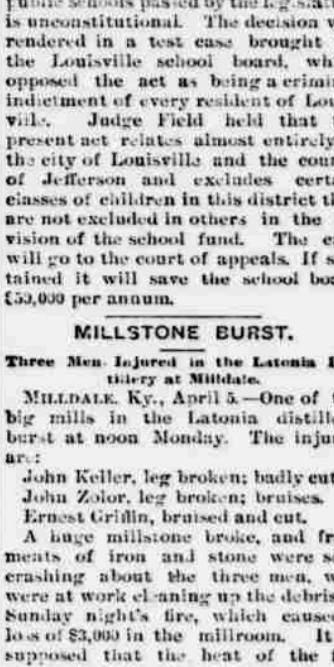 public schools passed by the legislat
is unconstitutional. The decision
rendered in a test case brought
the Louisville school board, wh
opposed the act as being a crimin
indictment of every resident of Lou
ville. Judge Field held that
present act relates almost entirely
the city of Louisville and the coun
of Jefferson and excludes certa
classes of children in this district th
are not excluded in others in the
vision of the school fund. The c
will go to the court of appeals. If s
tained it will save the school boa
$50,000 per annum.
MILLSTONE BURST.
Three Men Injured in the Latonia D
tillery at Milldale.
MILLDALE, Ky., April 5.—One of t
big mills in the Latonia distille
burst at noon Monday. The injur
are:
John Keller, leg broken; badly cut
John Zolor, leg broken; bruises.
Ernest Griffin, bruised and cut.
A huge millstone broke, and fr
ments of iron and stone were se
crashing about the three men, w
were at work cleaning up the debris
Sunday night's fire, which caused
loss of $3,000 in the millroom. It
supposed that the heat of the